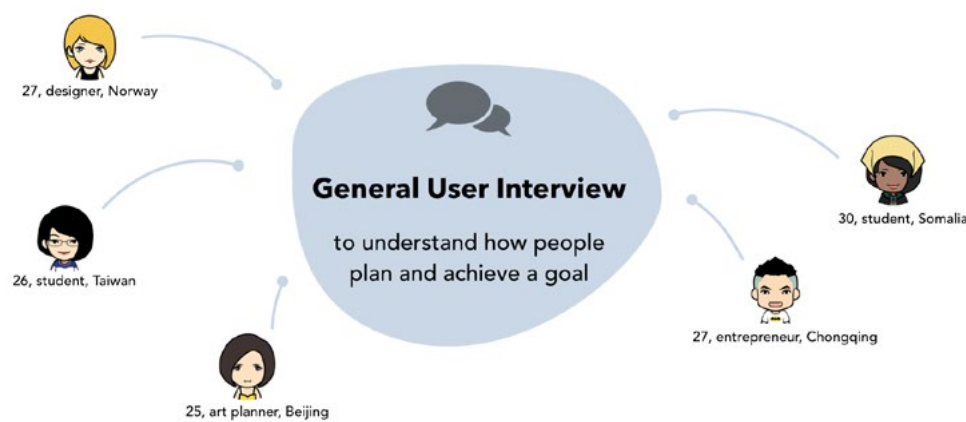 27, designer, Norway
26, student, Taiwan
25, art planner, Beijing
General User Interview
to understand how people
plan and achieve a goal
30, student, Somalia
27, entrepreneur, Chongqing